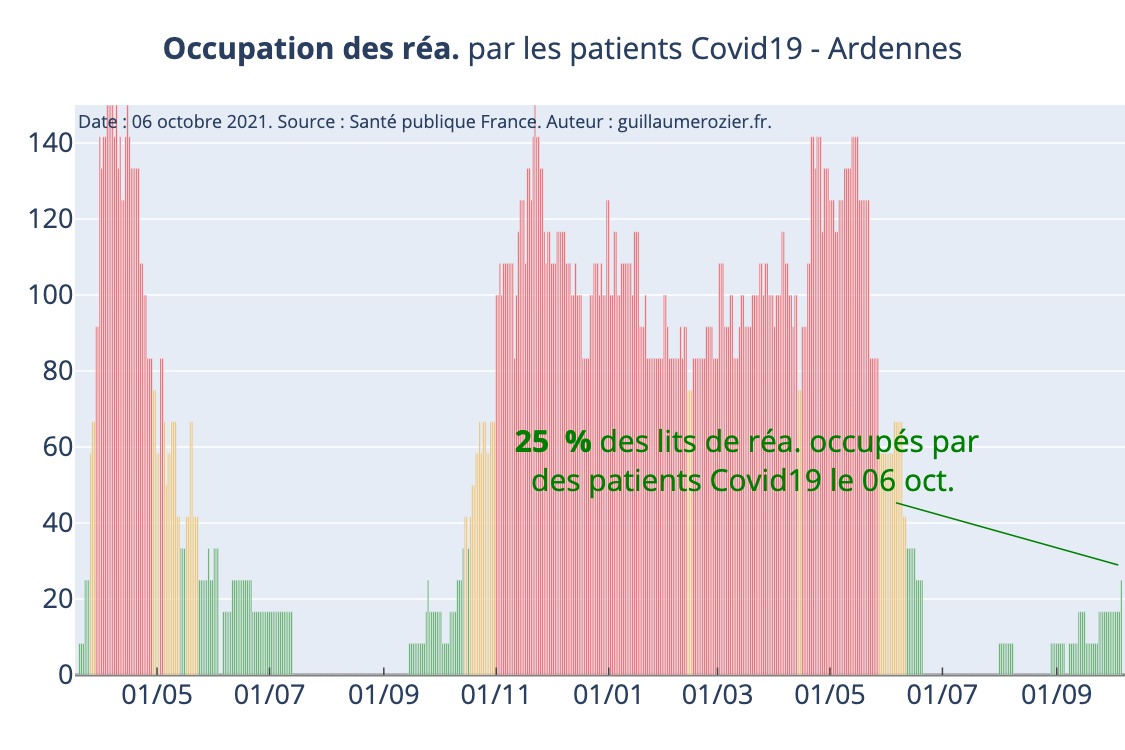 Occupation des réa. par les patients Covid19 - Ardennes
Date : 06 octobre 2021. Source : Santé publique France. Auteur : guillaumerozier.fr.
140
120
100
80
60
40
20
0
25 % des lits de réa. occupés par
des patients Covid19 le 06 oct.
01/05 01/07 01/09 01/11 01/01 01/03 01/05 01/07 01/09